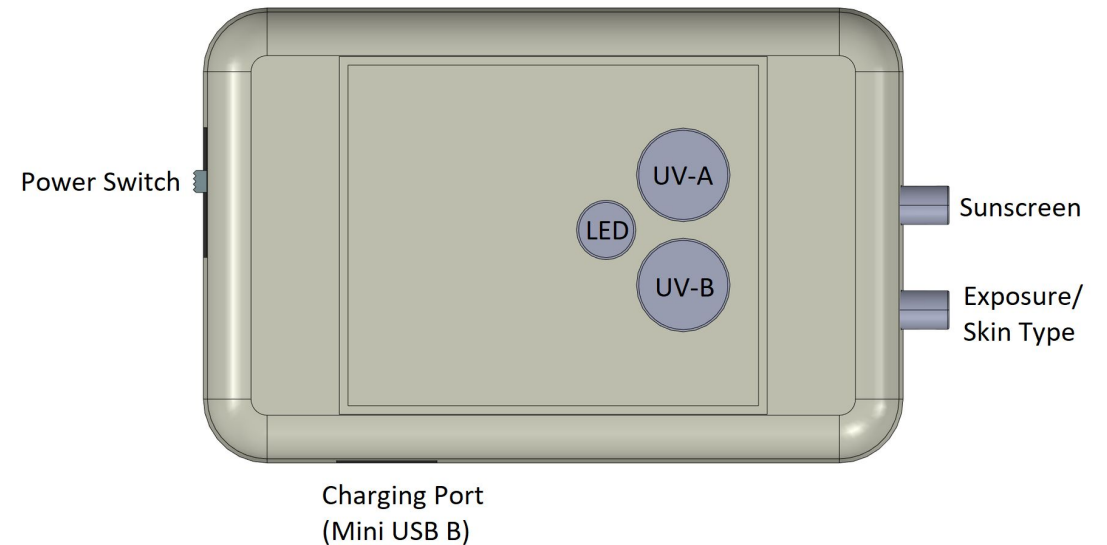 UV-A
Power Switch
LED
Sunscreen
UV-B
Exposure/
Skin Type
Charging Port
(Mini USB B)